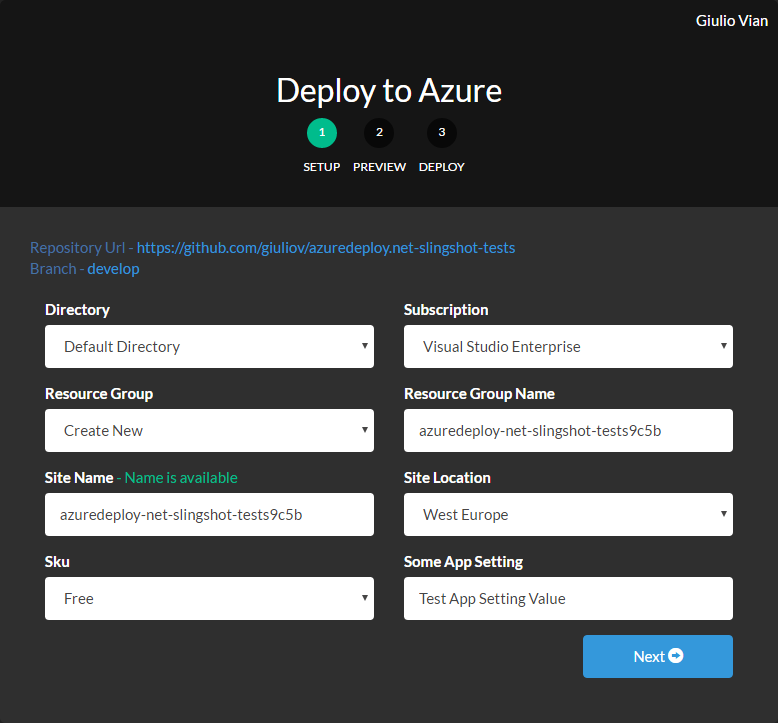 Giulio Vian
Deploy to Azure
1 2 3
SETUP PREVIEW DEPLOY
Repository Url - https://github.com/giuliov/azuredeploy.net-slingshot-tests
Branch - develop
Directory Subscription
Default Directory Visual Studio Enterprise
Resource Group Resource Group Name
Create New azuredeploy-net-slingshot-tests9c5b
Site Name - Name is available Site Location
azuredeploy-net-slingshot-tests9c5b West Europe
Sku Some App Setting
Free Test App Setting Value
Next